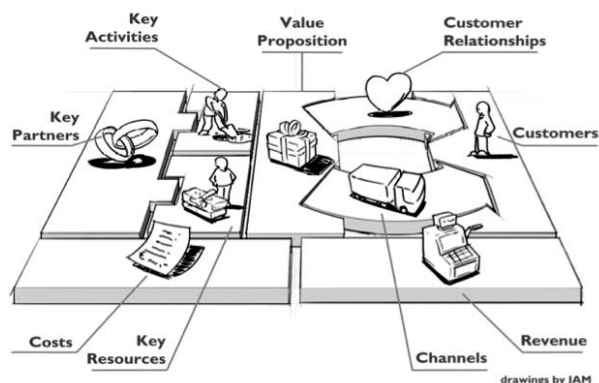 Key
Activities
Value
Proposition
Customer
Relationships
Key
Partners
Customers
Costs
Key
Resources
Channels
Revenue
drawings by JAM